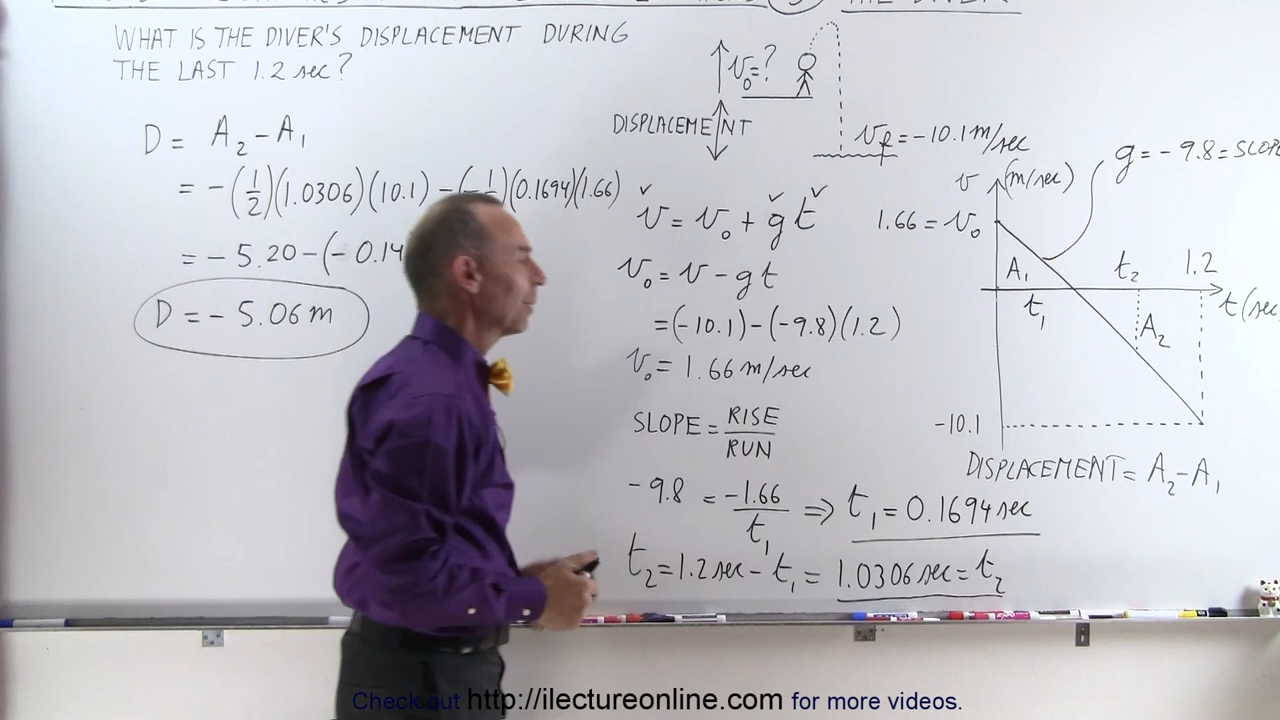 THE DIVER
WHAT IS THE DIVER'S DISPLACEMENT DURING
THE LAST 1.2 sec?
D = A₂ - A₁
= -(1/2)(1.0306)(10.1) - (-1/2)(0.1694)(1.66)
= - 5.20 - (- 0.14
D = - 5.06 m
v₀=?
DISPLACEMENT
v_f = -10.1 m/sec
v = v₀ + g t
v₀ = v - g t
= (-10.1) - (-9.8)(1.2)
v₀ = 1.66 m/sec
SLOPE = RISE/RUN
-9.8 = -1.66/t₁ ⇒ t₁ = 0.1694 sec
t₂ = 1.2 sec - t₁ = 1.0306 sec = t₂
g = -9.8 = SLOPE
v (m/sec)
1.66 = v₀
A₁ t₂ 1.2
t₁ t (sec
A₂
-10.1
DISPLACEMENT = A₂ - A₁
Check out http://ilectureonline.com for more videos.